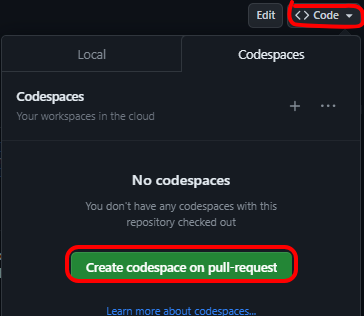 Edit
<> Code
Local
Codespaces
Codespaces
Your workspaces in the cloud
No codespaces
You don't have any codespaces with this
repository checked out
Create codespace on pull-request
Learn more about codespaces...